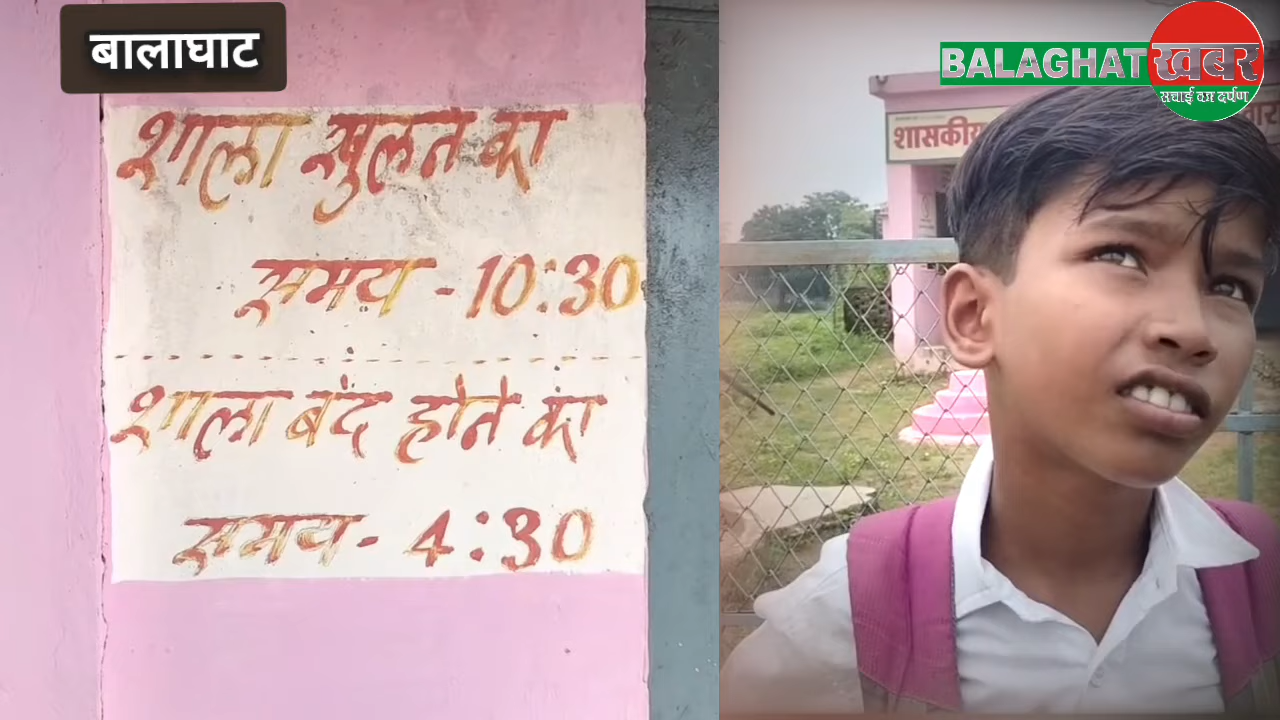 बालाघाट
शाला खुलने का
समय - 10:30
शाला बंद होने का
समय - 4:30
BALAGHAT खबर
सच्चाई का दर्पण
शासकीय